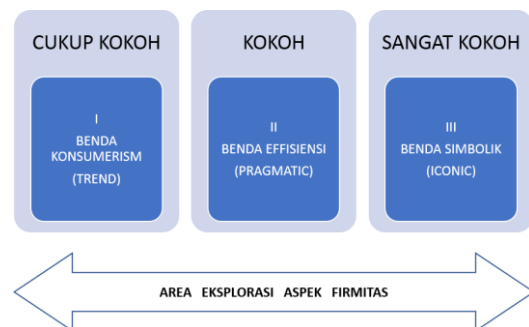 CUKUP KOKOH
I
BENDA
KONSUMERISM
(TREND)
KOKOH
II
BENDA EFFISIENSI
(PRAGMATIC)
SANGAT KOKOH
III
BENDA SIMBOLIK
(ICONIC)
AREA EKSPLORASI ASPEK FIRMITAS